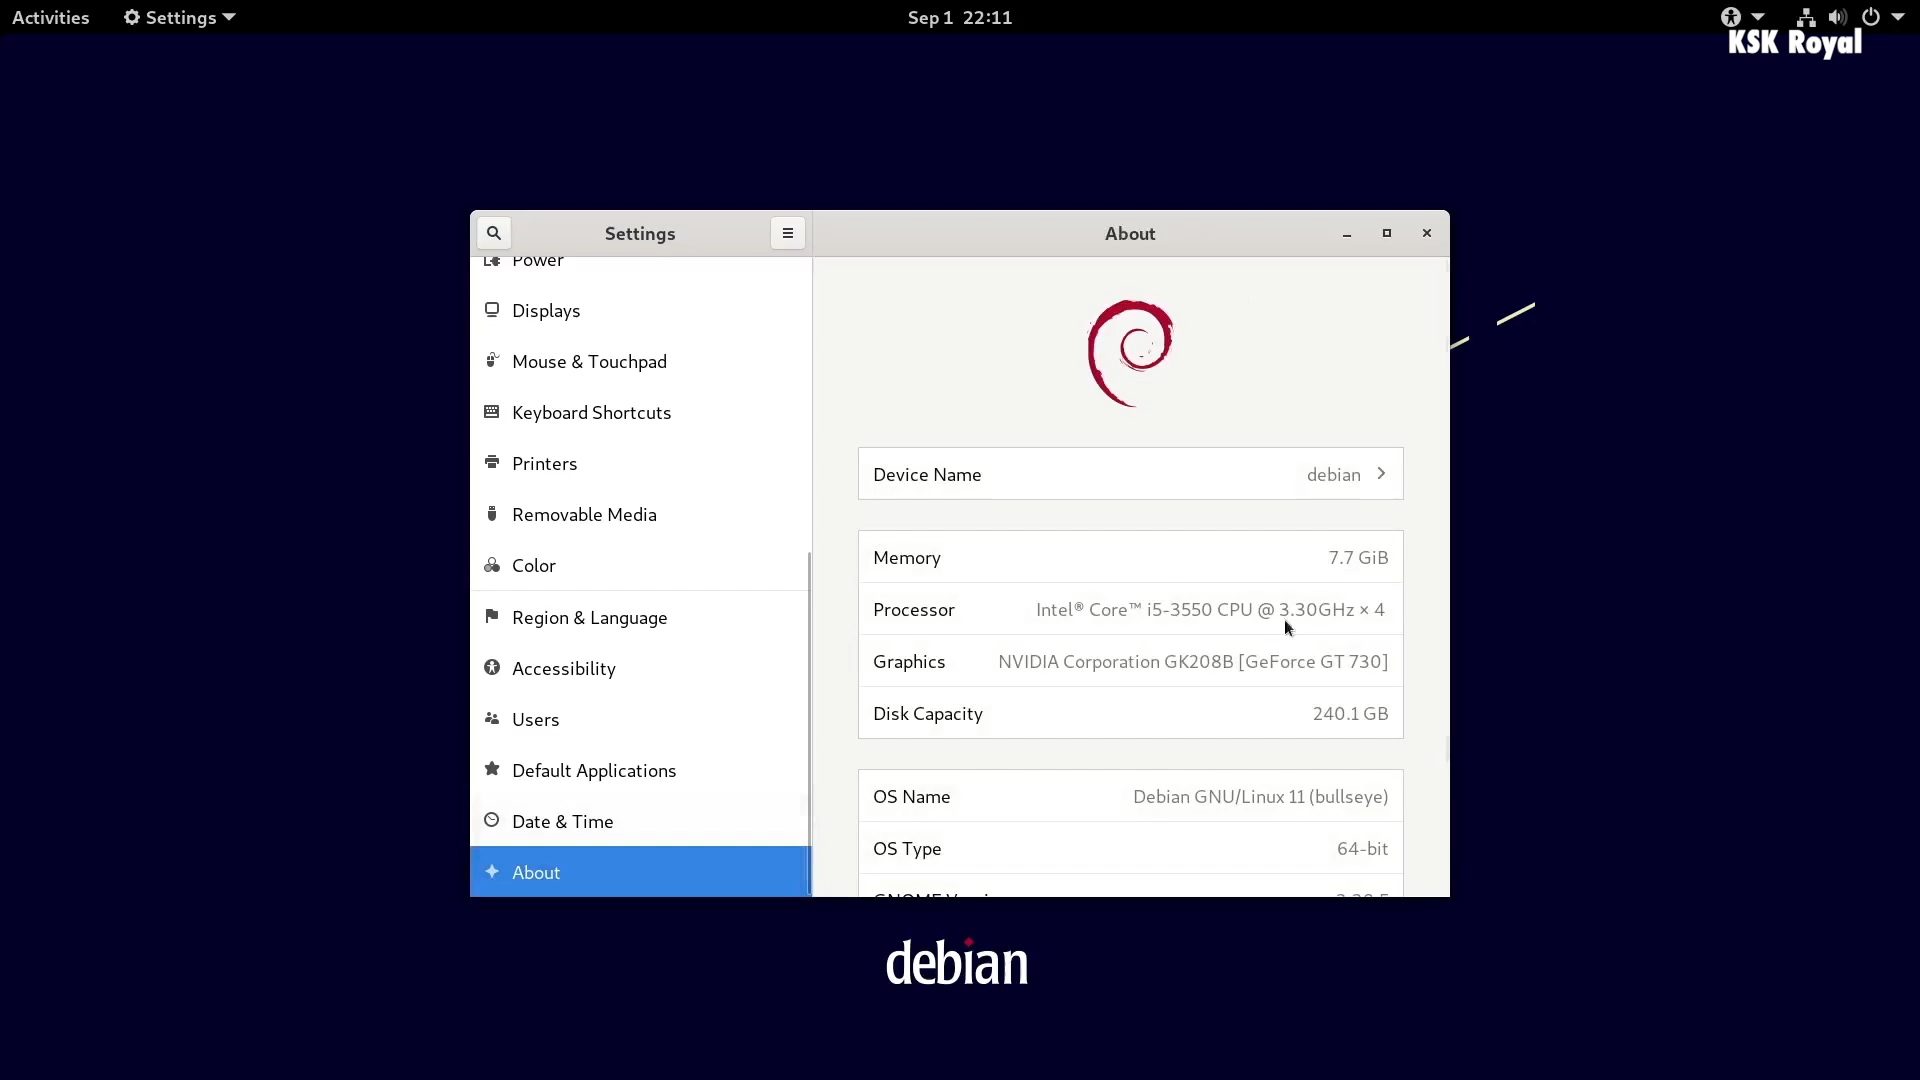 Activities
Settings
Sep 1 22:11
KSK Royal
Settings
About
Power
Displays
Mouse & Touchpad
Keyboard Shortcuts
Printers
Removable Media
Color
Region & Language
Accessibility
Users
Default Applications
Date & Time
About
Device Name debian
Memory 7.7 GiB
Processor Intel® Core™ i5-3550 CPU @ 3.30GHz × 4
Graphics NVIDIA Corporation GK208B [GeForce GT 730]
Disk Capacity 240.1 GB
OS Name Debian GNU/Linux 11 (bullseye)
OS Type 64-bit
debian